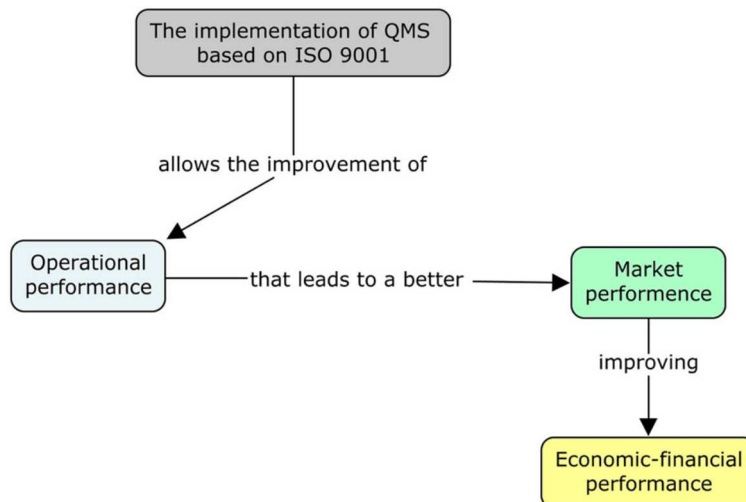 The implementation of QMS
based on ISO 9001
allows the improvement of
Operational
performance
that leads to a better
Market
performence
improving
Economic-financial
performance